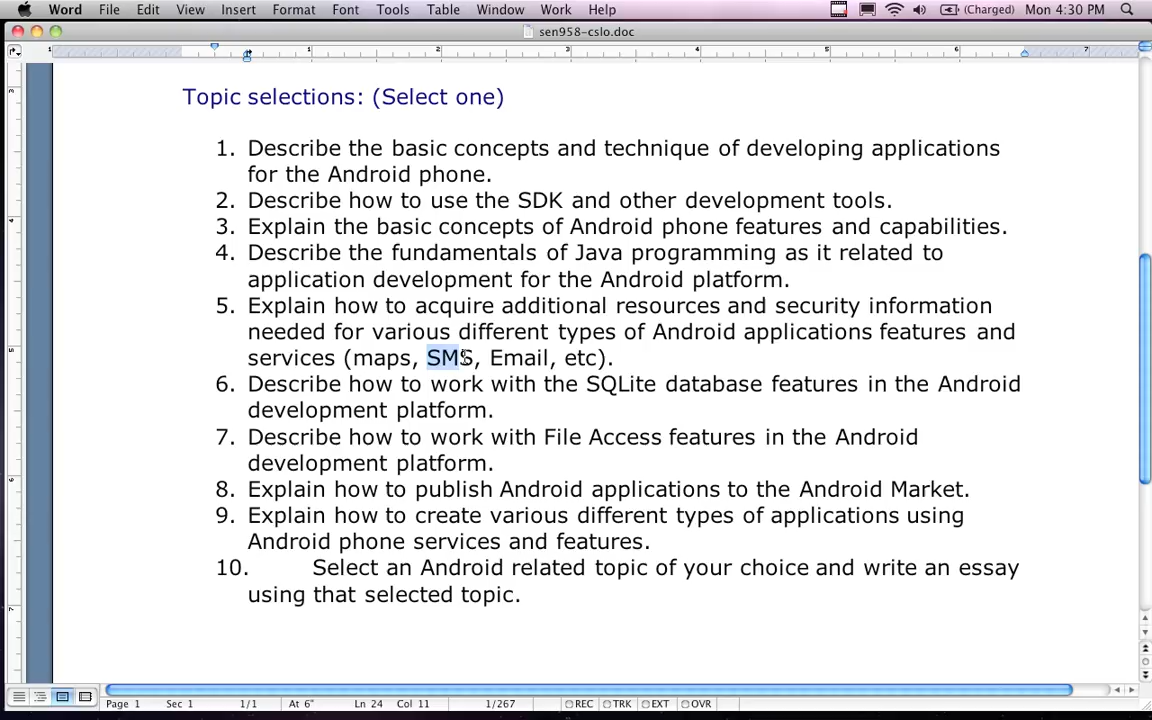 Word File Edit View Insert Format Font Tools Table Window Work Help (Charged) Mon 4:30 PM
sen958-cslo.doc
1 1 2 3 4 5 6 7
Topic selections: (Select one)
1. Describe the basic concepts and technique of developing applications
for the Android phone.
2. Describe how to use the SDK and other development tools.
3. Explain the basic concepts of Android phone features and capabilities.
4. Describe the fundamentals of Java programming as it related to
application development for the Android platform.
5. Explain how to acquire additional resources and security information
needed for various different types of Android applications features and
services (maps, SMS, Email, etc).
6. Describe how to work with the SQLite database features in the Android
development platform.
7. Describe how to work with File Access features in the Android
development platform.
8. Explain how to publish Android applications to the Android Market.
9. Explain how to create various different types of applications using
Android phone services and features.
10. Select an Android related topic of your choice and write an essay
using that selected topic.
Page 1 Sec 1 1/1 At 6" Ln 24 Col 11 1/267 REC TRK EXT OVR